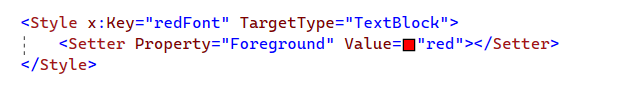 <Style x:Key="redFont" TargetType="TextBlock">
    <Setter Property="Foreground" Value="red"></Setter>
</Style>